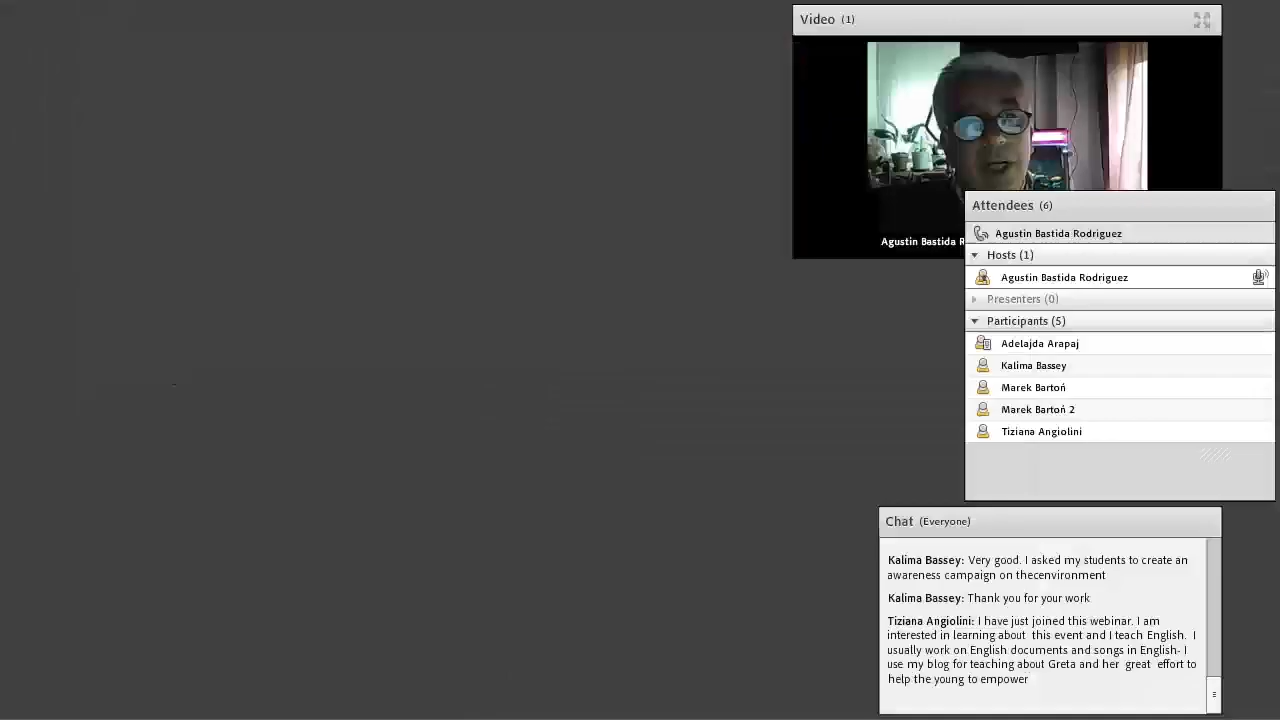 Video (1)
Agustin Bastida R
Attendees (6)
Agustin Bastida Rodriguez
Hosts (1)
Agustin Bastida Rodriguez
Presenters (0)
Participants (5)
Adelajda Arapaj
Kalima Bassey
Marek Bartoń
Marek Bartoń 2
Tiziana Angiolini
Chat (Everyone)
Kalima Bassey: Very good. I asked my students to create an
awareness campaign on thecenvironment
Kalima Bassey: Thank you for your work
Tiziana Angiolini: I have just joined this webinar. I am
interested in learning about this event and I teach English. I
usually work on English documents and songs in English- I
use my blog for teaching about Greta and her great effort to
help the young to empower